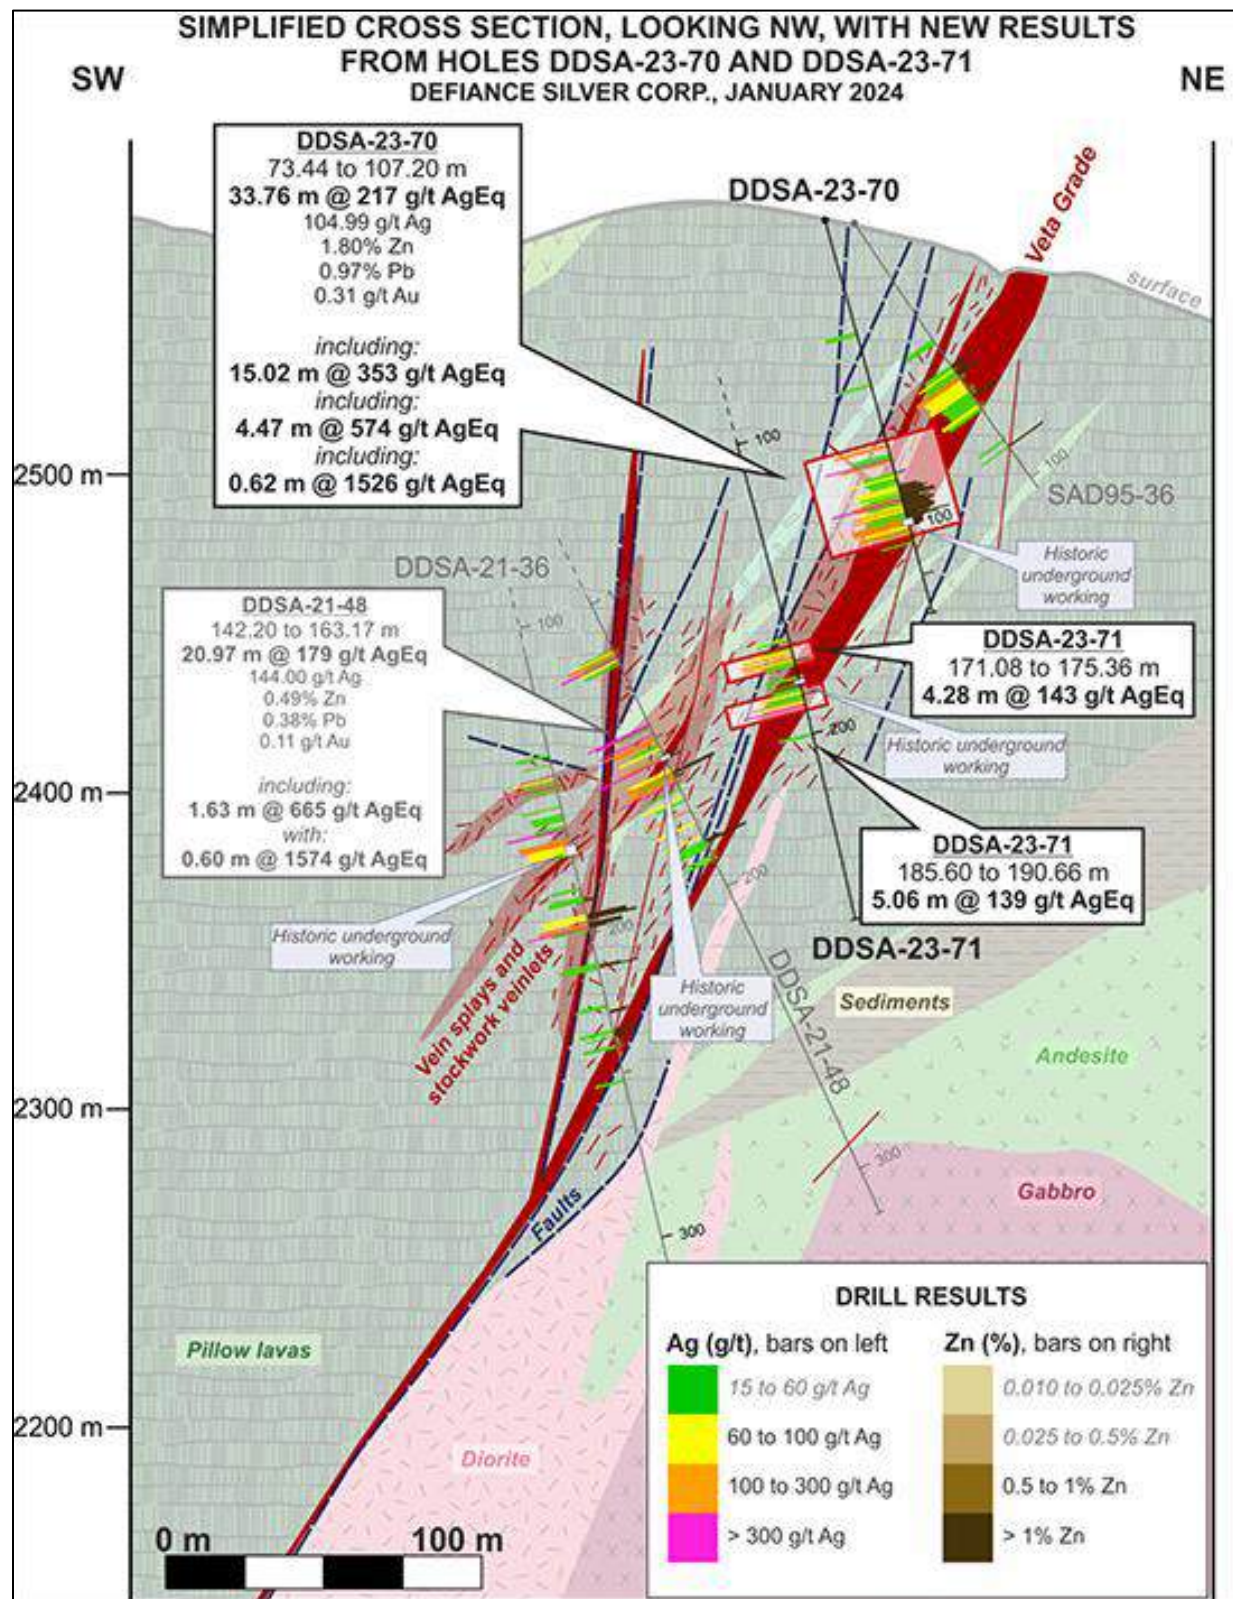 SIMPLIFIED CROSS SECTION, LOOKING NW, WITH NEW RESULTS
FROM HOLES DDSA-23-70 AND DDSA-23-71
DEFIANCE SILVER CORP., JANUARY 2024
SW
NE
DDSA-23-70
73.44 to 107.20 m
33.76 m @ 217 g/t AgEq
104.99 g/t Ag
1.80% Zn
0.97% Pb
0.31 g/t Au
including:
15.02 m @ 353 g/t AgEq
including:
4.47 m @ 574 g/t AgEq
including:
0.62 m @ 1526 g/t AgEq
DDSA-23-70
Veta Grade
surface
100
2500 m
100
SAD95-36
100
Historic
underground
working
DDSA-21-36
100
DDSA-21-48
142.20 to 163.17 m
20.97 m @ 179 g/t AgEq
144.00 g/t Ag
0.49% Zn
0.38% Pb
0.11 g/t Au
including:
1.63 m @ 665 g/t AgEq
with:
0.60 m @ 1574 g/t AgEq
DDSA-23-71
171.08 to 175.36 m
4.28 m @ 143 g/t AgEq
200
Historic underground
working
2400 m
DDSA-23-71
185.60 to 190.66 m
5.06 m @ 139 g/t AgEq
200
Historic underground
working
200
DDSA-23-71
Vein splays and
stockwork veinlets
Historic
underground
working
DDSA-21-48
Sediments
Andesite
2300 m
300
Gabbro
Faults
300
Pillow lavas
2200 m
Diorite
0 m
100 m
DRILL RESULTS
Ag (g/t), bars on left
15 to 60 g/t Ag
60 to 100 g/t Ag
100 to 300 g/t Ag
> 300 g/t Ag
Zn (%), bars on right
0.010 to 0.025% Zn
0.025 to 0.5% Zn
0.5 to 1% Zn
> 1% Zn